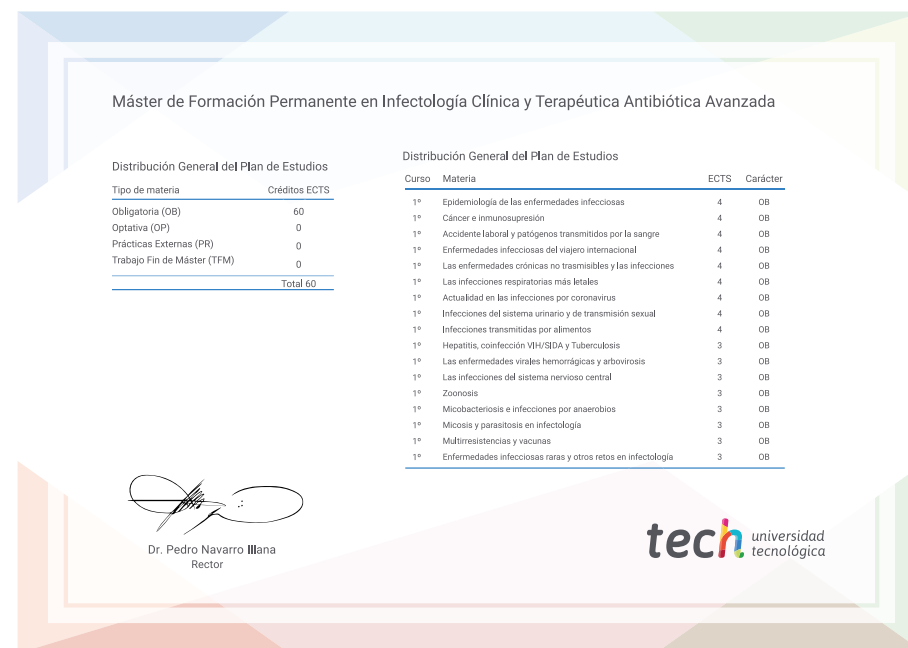 Máster de Formación Permanente en Infectología Clínica y Terapéutica Antibiótica Avanzada
Distribución General del Plan de Estudios
Tipo de materia Créditos ECTS
Obligatoria (OB) 60
Optativa (OP) 0
Prácticas Externas (PR) 0
Trabajo Fin de Máster (TFM) 0
Total 60
Distribución General del Plan de Estudios
Curso Materia ECTS Carácter
1º Epidemiología de las enfermedades infecciosas 4 OB
1º Cáncer e inmunosupresión 4 OB
1º Accidente laboral y patógenos transmitidos por la sangre 4 OB
1º Enfermedades infecciosas del viajero internacional 4 OB
1º Las enfermedades crónicas no trasmisibles y las infecciones 4 OB
1º Las infecciones respiratorias más letales 4 OB
1º Actualidad en las infecciones por coronavirus 4 OB
1º Infecciones del sistema urinario y de transmisión sexual 4 OB
1º Infecciones transmitidas por alimentos 4 OB
1º Hepatitis, coinfección VIH/SIDA y Tuberculosis 3 OB
1º Las enfermedades virales hemorrágicas y arbovirosis 3 OB
1º Las infecciones del sistema nervioso central 3 OB
1º Zoonosis 3 OB
1º Micobacteriosis e infecciones por anaerobios 3 OB
1º Micosis y parasitosis en infectología 3 OB
1º Multirresistencias y vacunas 3 OB
1º Enfermedades infecciosas raras y otros retos en infectología 3 OB
Dr. Pedro Navarro Illana
Rector
tech universidad
tecnológica